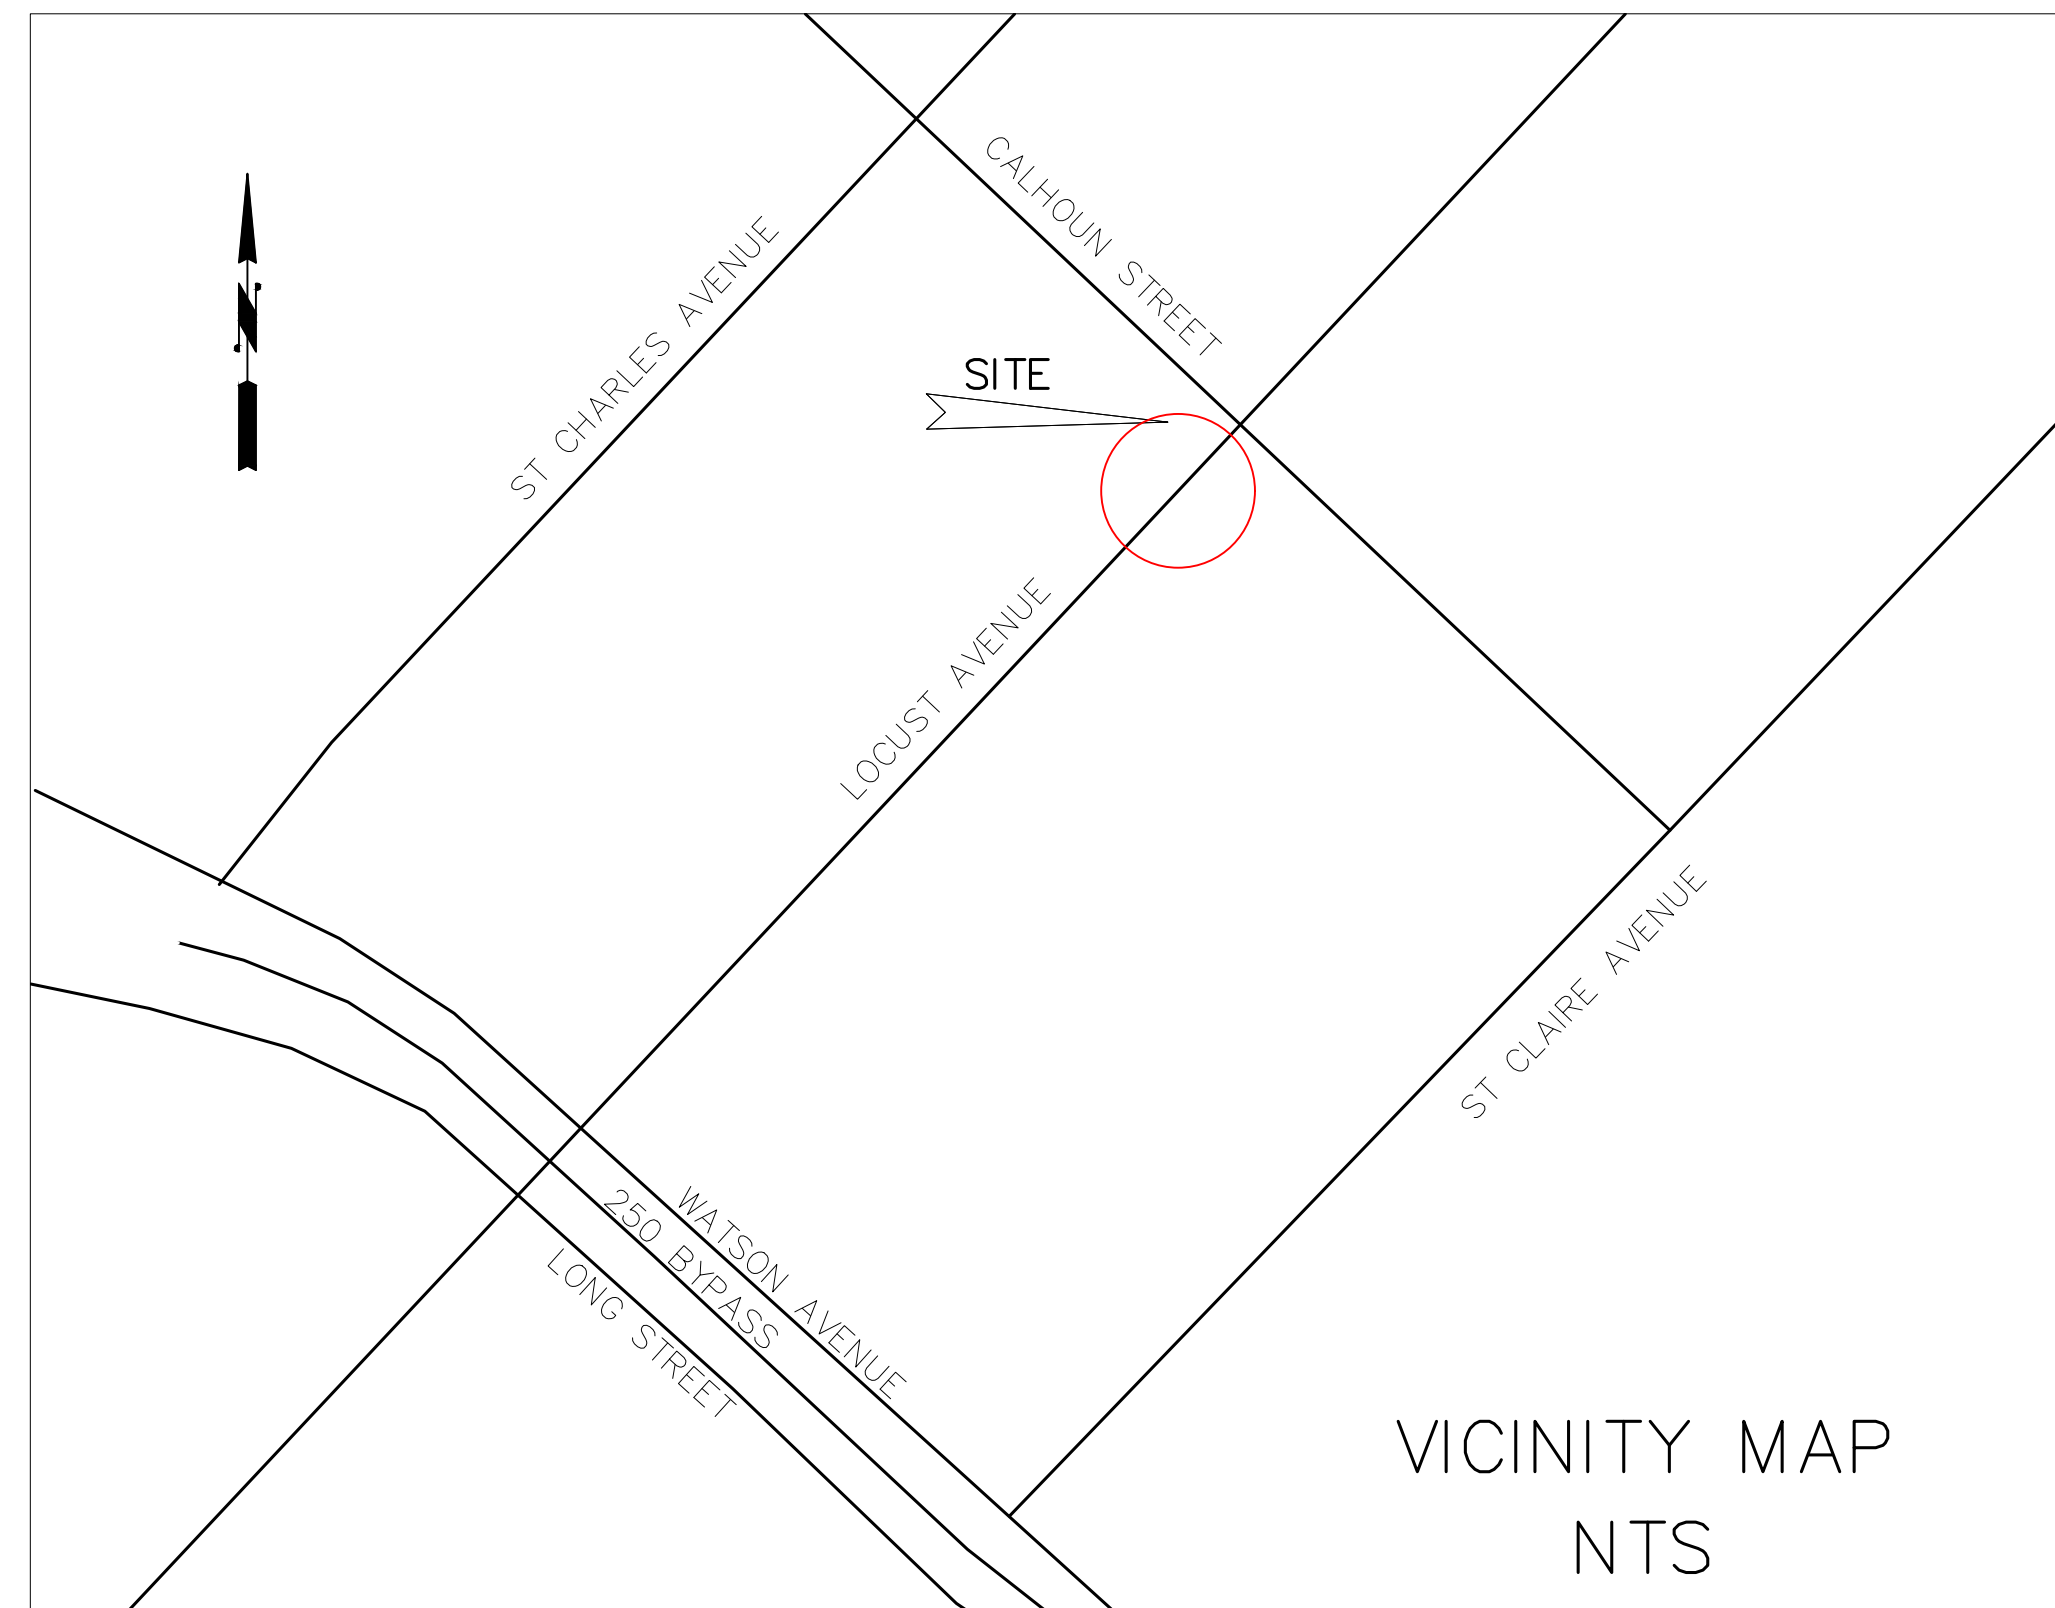 CALHOUN STREET
ST CHARLES AVENUE
N
SITE
LOCUST AVENUE
ST CLAIRE AVENUE
WATSON AVENUE
250 BYPASS
LONG STREET
VICINITY MAP
NTS